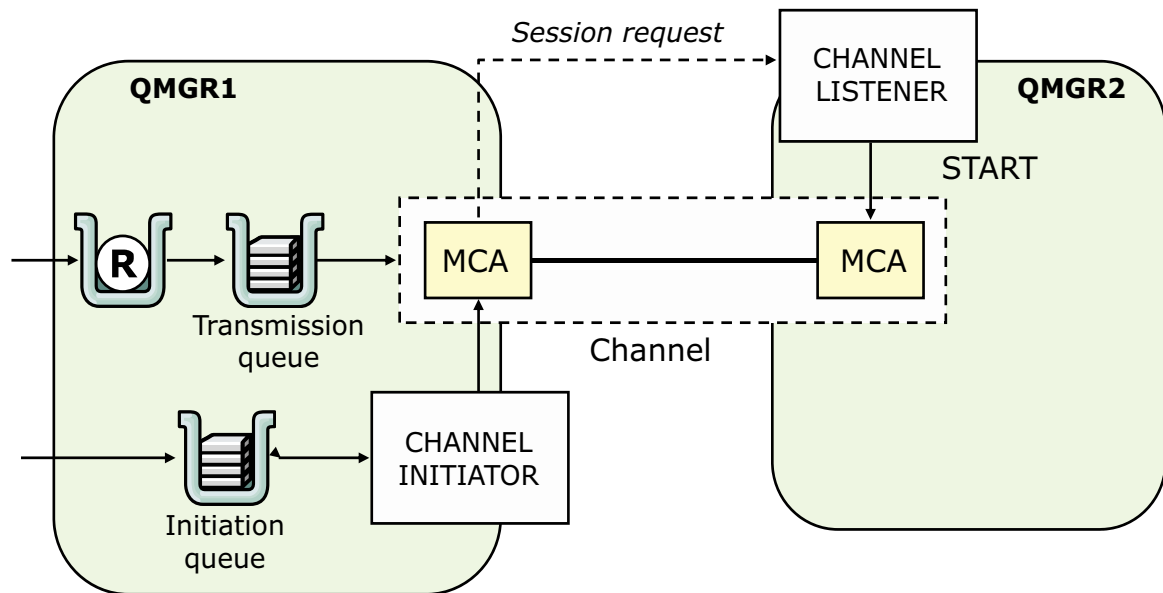 Session request
CHANNEL
LISTENER
QMGR1
QMGR2
START
R
MCA
MCA
Transmission
queue
Channel
CHANNEL
INITIATOR
Initiation
queue